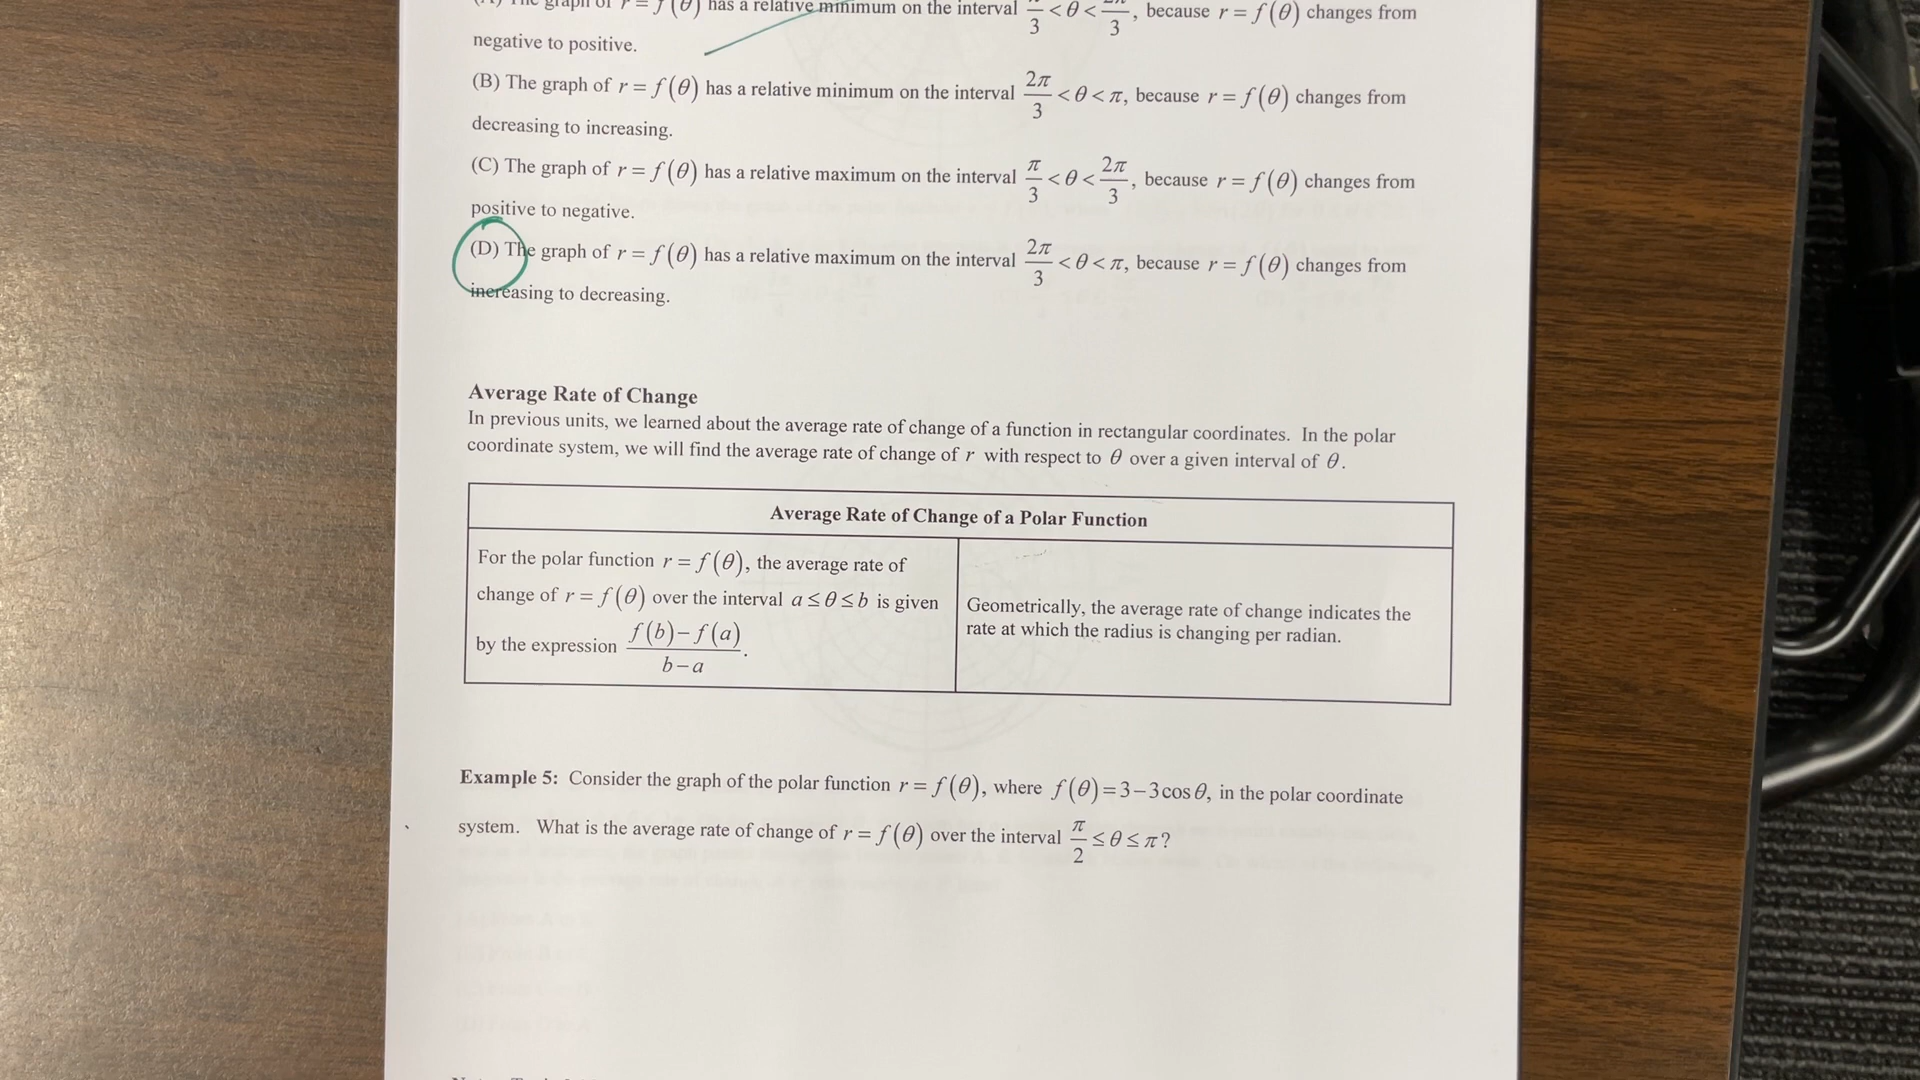 (A) The graph of r = f(θ) has a relative minimum on the interval π/3 < θ < 2π/3, because r = f(θ) changes from
negative to positive.
(B) The graph of r = f(θ) has a relative minimum on the interval 2π/3 < θ < π, because r = f(θ) changes from
decreasing to increasing.
(C) The graph of r = f(θ) has a relative maximum on the interval π/3 < θ < 2π/3, because r = f(θ) changes from
positive to negative.
(D) The graph of r = f(θ) has a relative maximum on the interval 2π/3 < θ < π, because r = f(θ) changes from
increasing to decreasing.
Average Rate of Change
In previous units, we learned about the average rate of change of a function in rectangular coordinates. In the polar
coordinate system, we will find the average rate of change of r with respect to θ over a given interval of θ.
Average Rate of Change of a Polar Function
For the polar function r = f(θ), the average rate of
change of r = f(θ) over the interval a ≤ θ ≤ b is given
by the expression (f(b) − f(a))/(b − a).
Geometrically, the average rate of change indicates the
rate at which the radius is changing per radian.
Example 5: Consider the graph of the polar function r = f(θ), where f(θ) = 3 − 3cos θ, in the polar coordinate
system. What is the average rate of change of r = f(θ) over the interval π/2 ≤ θ ≤ π?